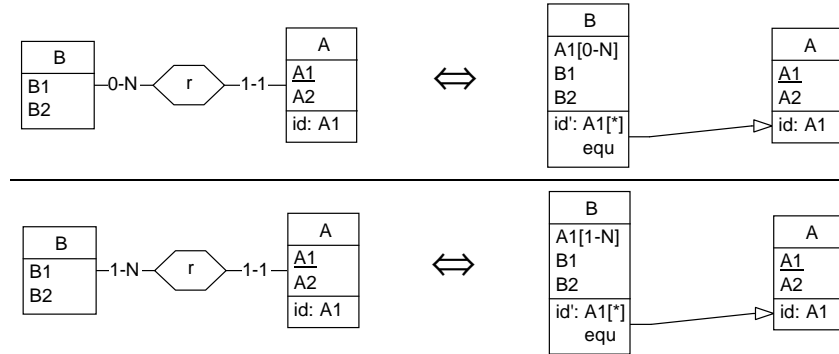 B
B1
B2
0-N
r
1-1
A
A1
A2
id: A1
⇔
B
A1[0-N]
B1
B2
id': A1[*]
equ
A
A1
A2
id: A1
B
B1
B2
1-N
r
1-1
A
A1
A2
id: A1
⇔
B
A1[1-N]
B1
B2
id': A1[*]
equ
A
A1
A2
id: A1